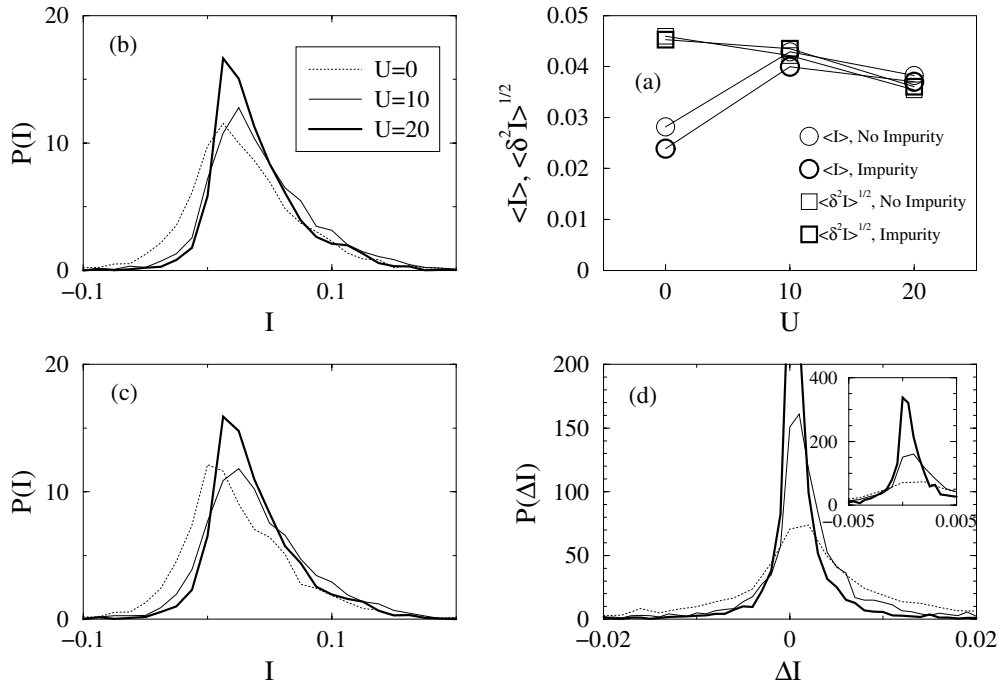 20
10
0
P(I)
(b)
U=0
U=10
U=20
−0.1
0.1
I
0.05
0.04
0.03
0.02
0.01
0.00
<I>, <δ²I>^1/2
(a)
<I>, No Impurity
<I>, Impurity
<δ²I>^1/2, No Impurity
<δ²I>^1/2, Impurity
0
10
20
U
20
10
0
P(I)
(c)
−0.1
0.1
I
200
150
100
50
0
P(ΔI)
(d)
400
200
0
−0.005
0.005
−0.02
0
0.02
ΔI